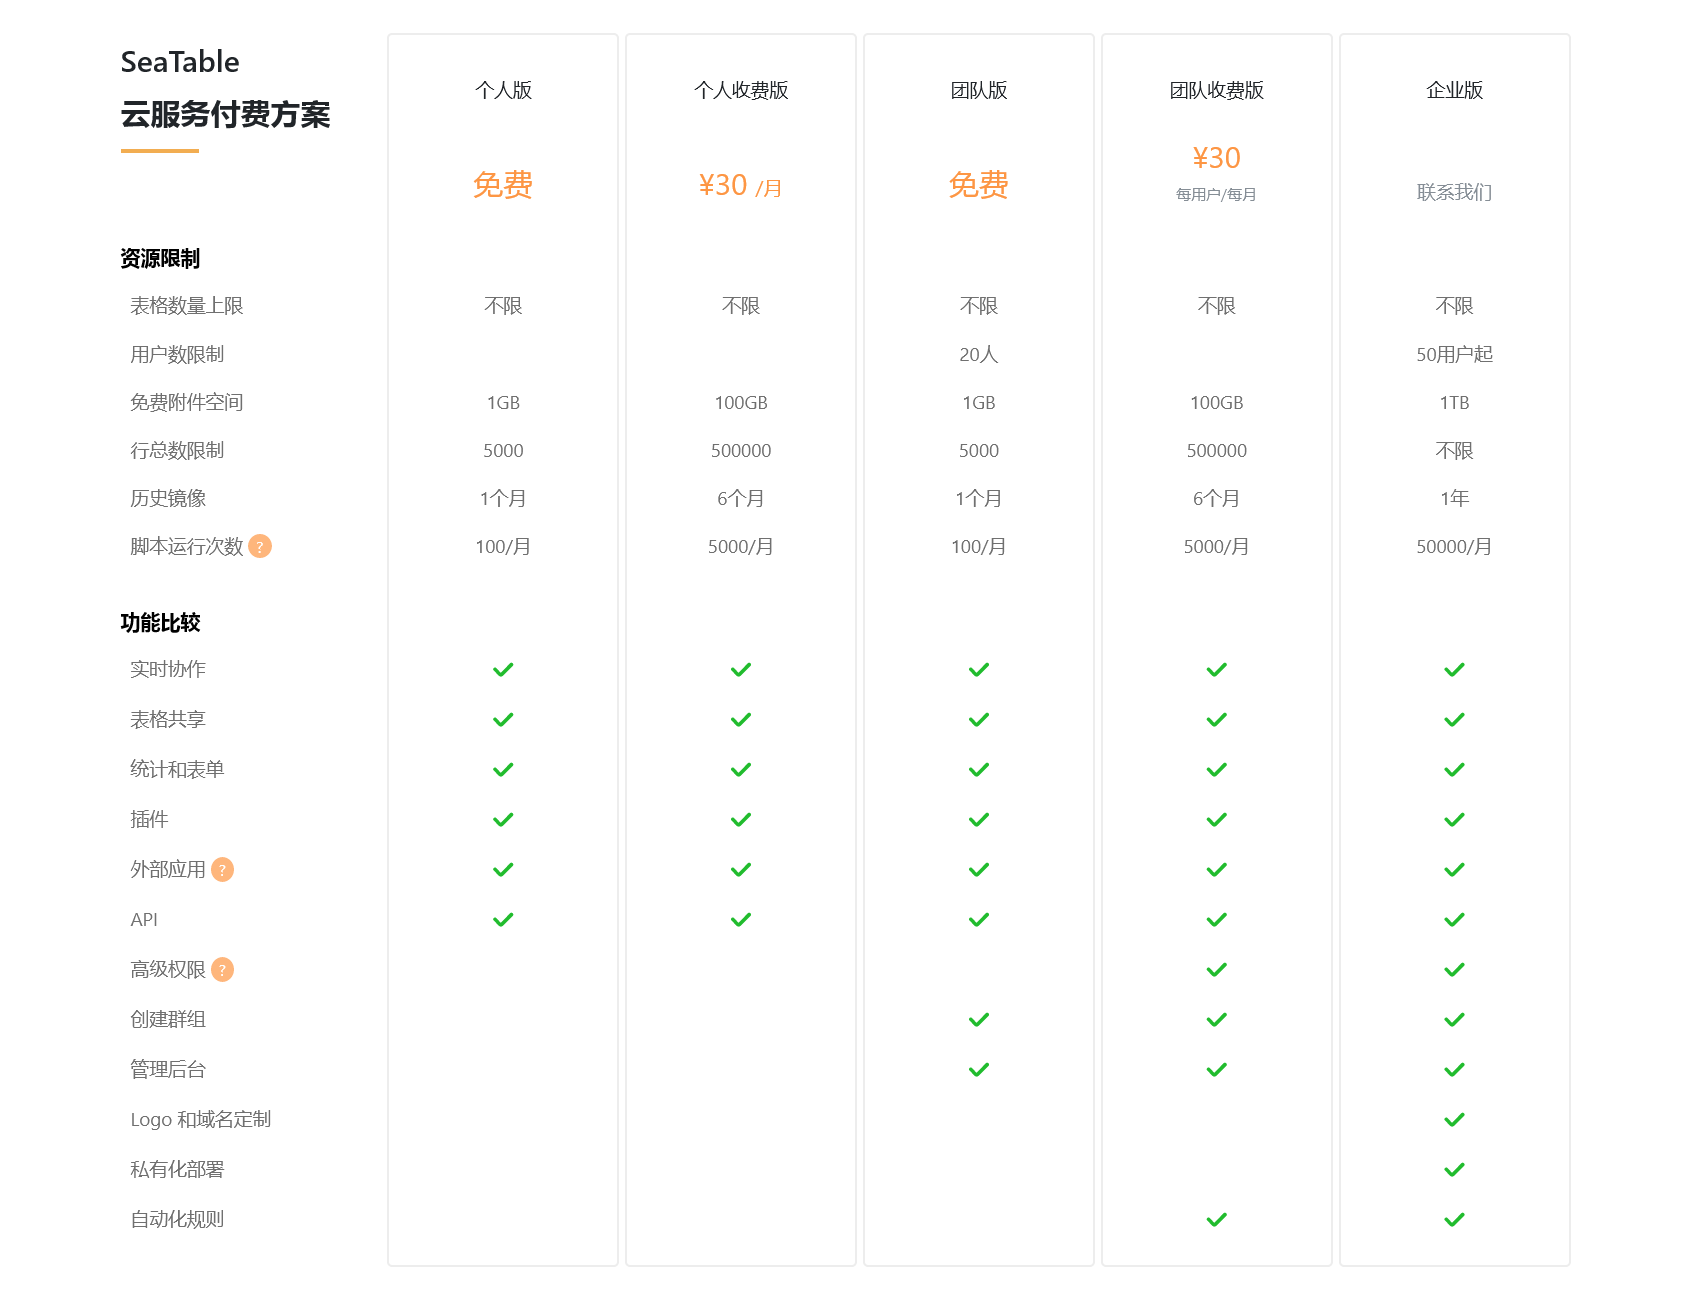 SeaTable
云服务付费方案
个人版 个人收费版 团队版 团队收费版 企业版
免费 ¥30 /月 免费 ¥30 每用户/每月 联系我们
资源限制
表格数量上限 不限 不限 不限 不限 不限
用户数限制 20人 50用户起
免费附件空间 1GB 100GB 1GB 100GB 1TB
行总数限制 5000 500000 5000 500000 不限
历史镜像 1个月 6个月 1个月 6个月 1年
脚本运行次数 ? 100/月 5000/月 100/月 5000/月 50000/月
功能比较
实时协作
表格共享
统计和表单
插件
外部应用 ?
API
高级权限 ?
创建群组
管理后台
Logo 和域名定制
私有化部署
自动化规则